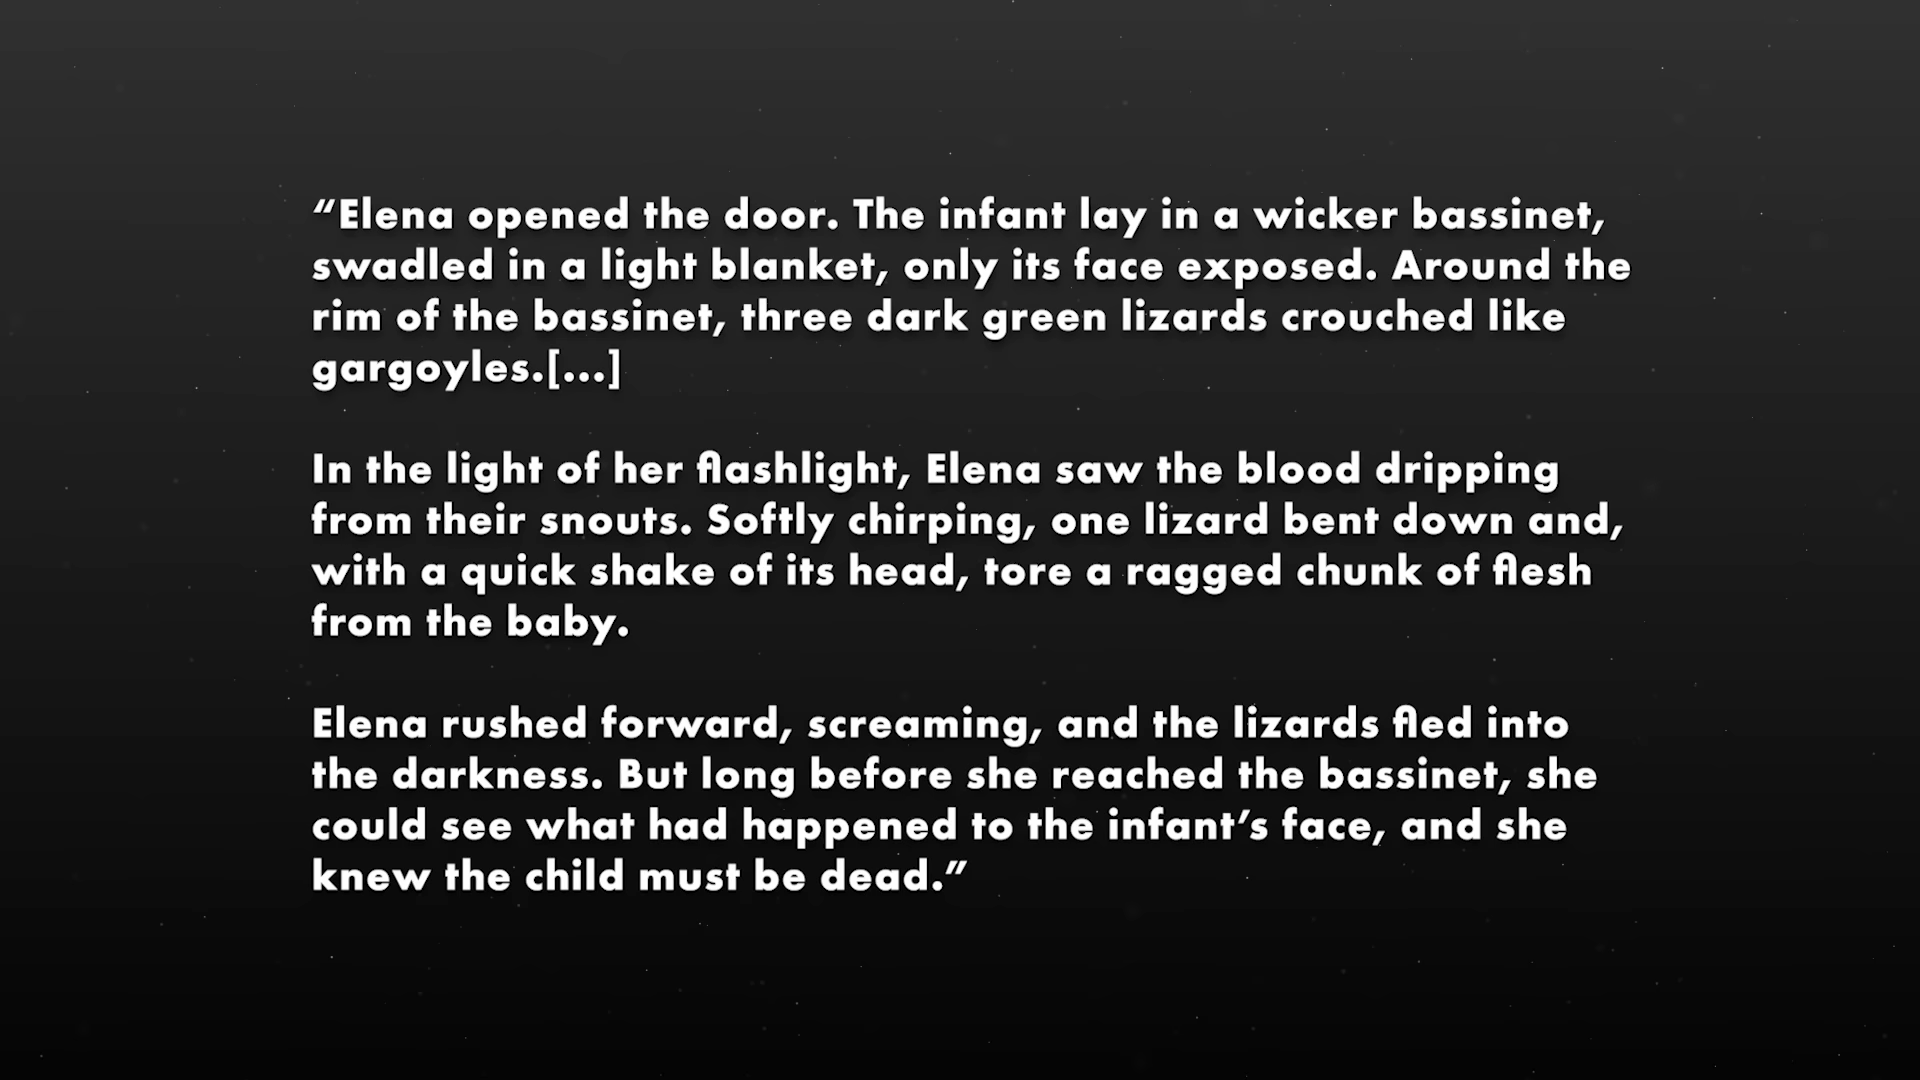 “Elena opened the door. The infant lay in a wicker bassinet,
swadled in a light blanket, only its face exposed. Around the
rim of the bassinet, three dark green lizards crouched like
gargoyles.[...]
In the light of her flashlight, Elena saw the blood dripping
from their snouts. Softly chirping, one lizard bent down and,
with a quick shake of its head, tore a ragged chunk of flesh
from the baby.
Elena rushed forward, screaming, and the lizards fled into
the darkness. But long before she reached the bassinet, she
could see what had happened to the infant’s face, and she
knew the child must be dead.”